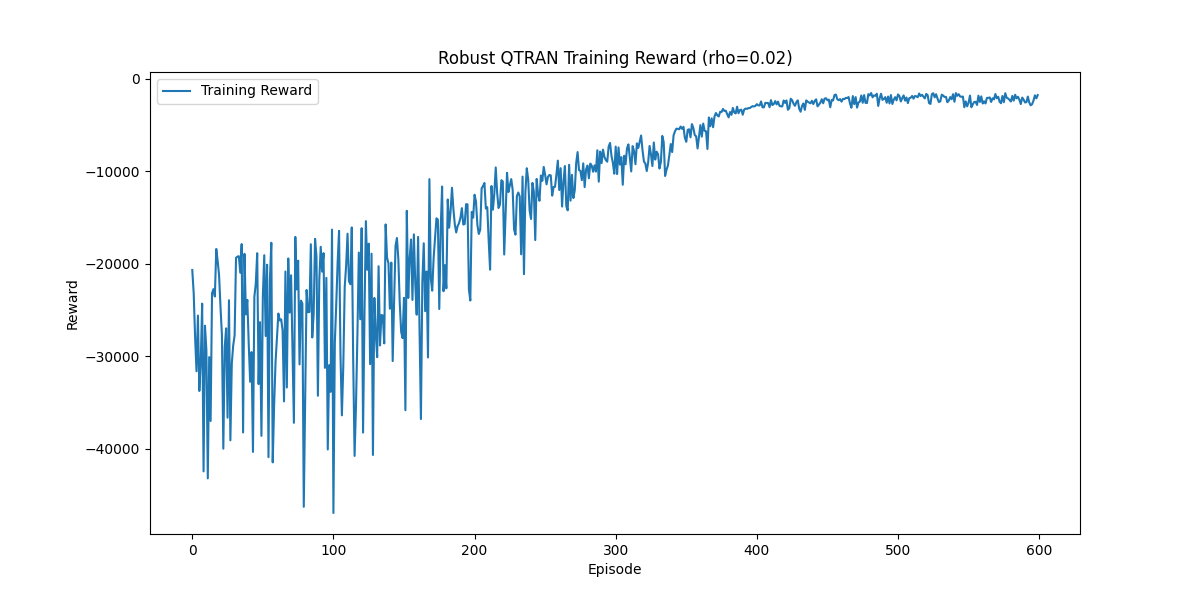 Robust QTRAN Training Reward (rho=0.02)
Training Reward
0
−10000
−20000
−30000
−40000
Reward
0 100 200 300 400 500 600
Episode